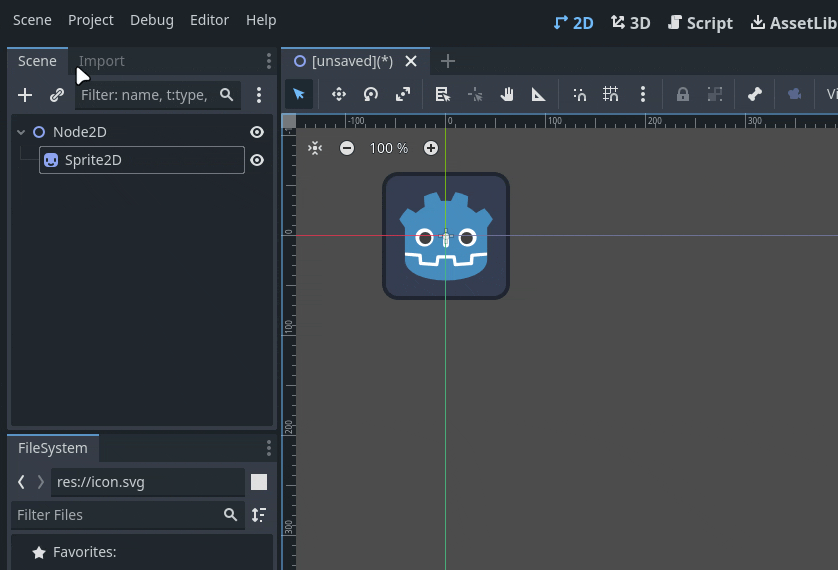 Scene Project Debug Editor Help
2D 3D Script AssetLib
Scene Import
[unsaved](*)
Filter: name, t:type,
Vi
-100 0 100 200 300
Node2D
100 %
Sprite2D
0
100
200
300
FileSystem
res://icon.svg
Filter Files
Favorites: